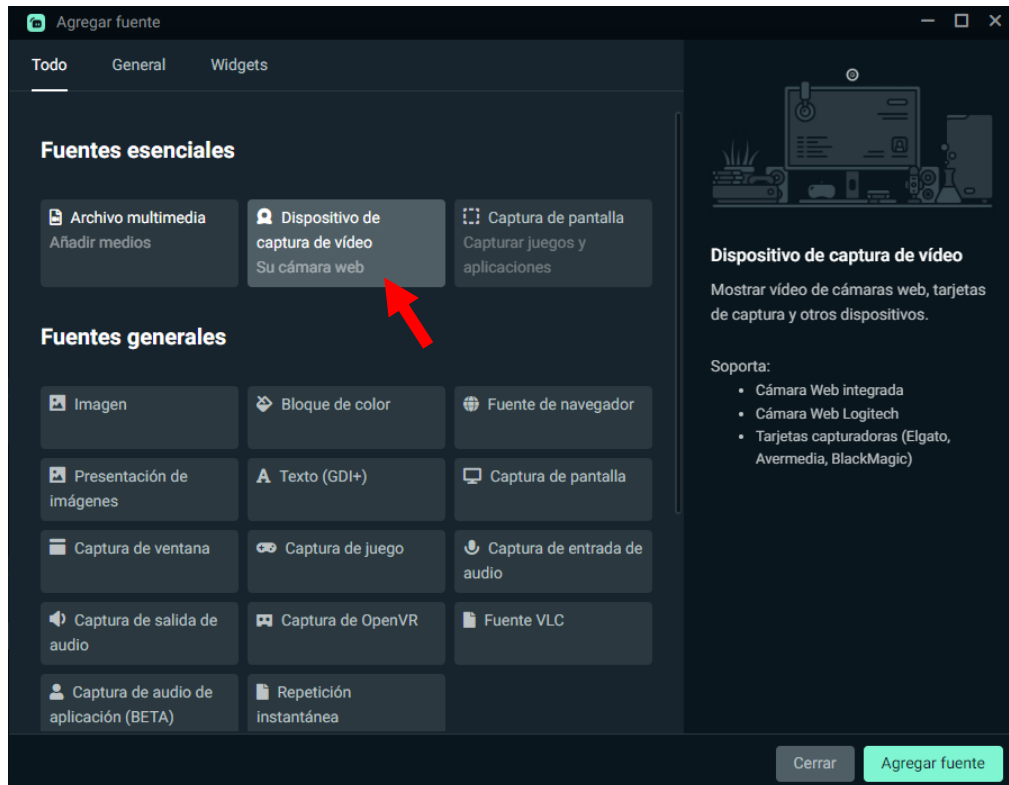 Agregar fuente
Todo General Widgets
Fuentes esenciales
Archivo multimedia
Añadir medios
Dispositivo de
captura de vídeo
Su cámara web
Captura de pantalla
Capturar juegos y
aplicaciones
Fuentes generales
Imagen
Bloque de color
Fuente de navegador
Presentación de
imágenes
Texto (GDI+)
Captura de pantalla
Captura de ventana
Captura de juego
Captura de entrada de
audio
Captura de salida de
audio
Captura de OpenVR
Fuente VLC
Captura de audio de
aplicación (BETA)
Repetición
instantánea
Dispositivo de captura de vídeo
Mostrar vídeo de cámaras web, tarjetas
de captura y otros dispositivos.
Soporta:
• Cámara Web integrada
• Cámara Web Logitech
• Tarjetas capturadoras (Elgato,
Avermedia, BlackMagic)
Cerrar
Agregar fuente